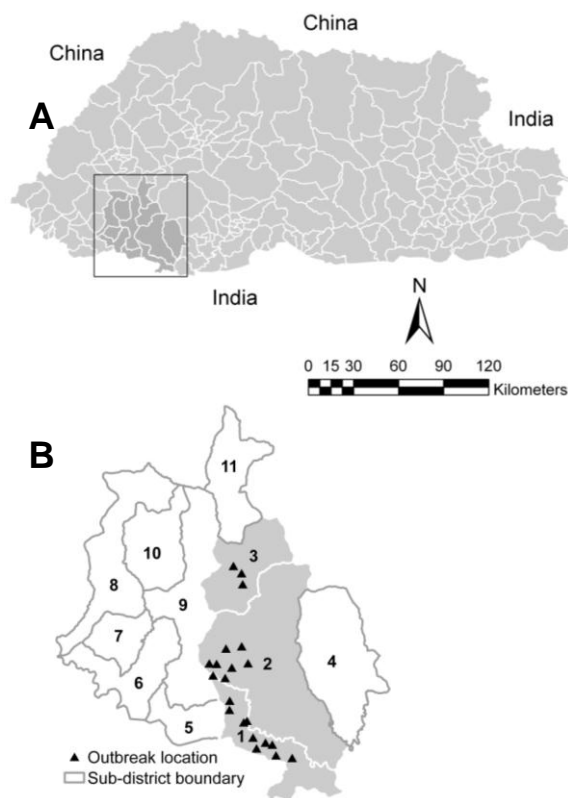 China
China
A
India
India
N
0 15 30 60 90 120
Kilometers
B
11
3
10
8
9
7
2
4
6
5
1
Outbreak location
Sub-district boundary